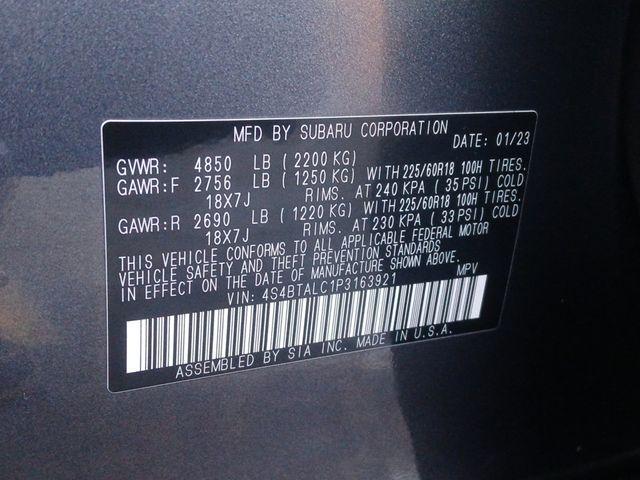 MFD BY SUBARU CORPORATION DATE: 01/23
GVWR: 4850 LB (2200 KG)
GAWR:F 2756 LB (1250 KG) WITH 225/60R18 100H TIRES.
18X7J RIMS. AT 240 KPA (35 PSI) COLD
GAWR:R 2690 LB (1220 KG) WITH 225/60R18 100H TIRES.
18X7J RIMS. AT 230 KPA (33 PSI) COLD
THIS VEHICLE CONFORMS TO ALL APPLICABLE FEDERAL MOTOR
VEHICLE SAFETY AND THEFT PREVENTION STANDARDS
IN EFFECT ON THE DATE OF MANUFACTURE SHOWN ABOVE.
VIN: 4S4BTALC1P3163921 MPV
ASSEMBLED BY SIA INC. MADE IN U.S.A.